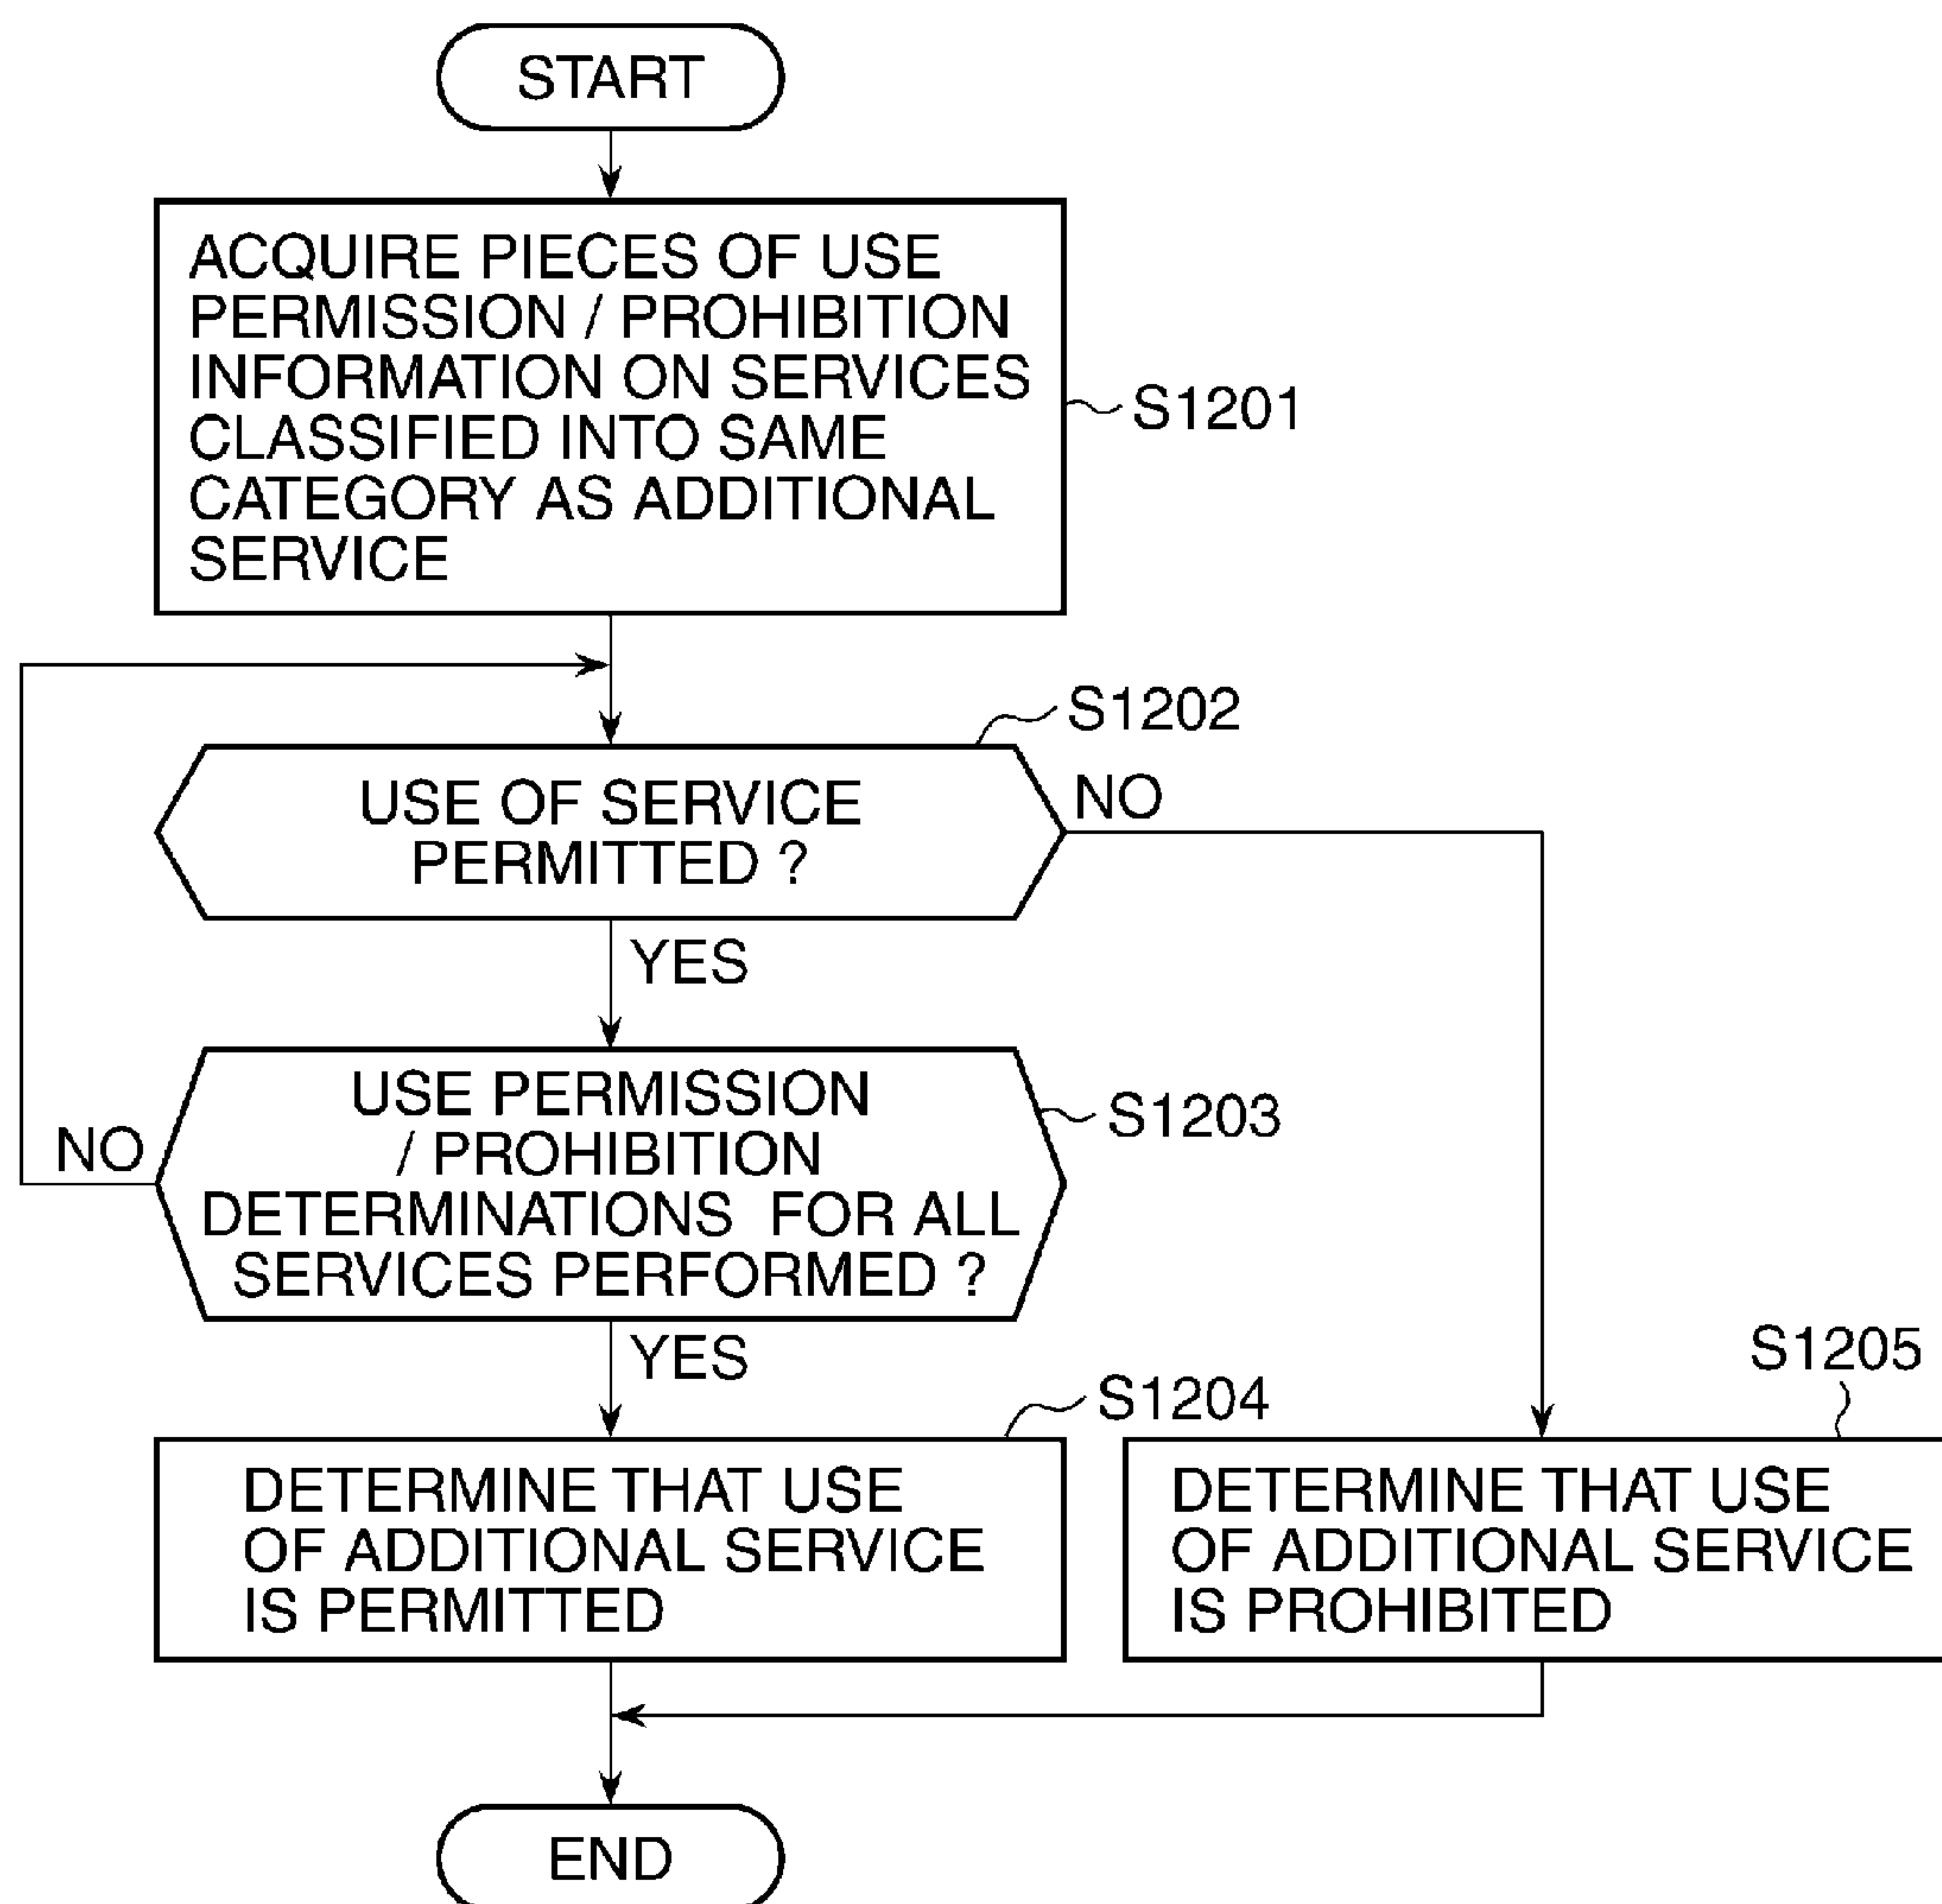 START
ACQUIRE PIECES OF USE
PERMISSION / PROHIBITION
INFORMATION ON SERVICES
CLASSIFIED INTO SAME
CATEGORY AS ADDITIONAL
SERVICE
S1201
S1202
USE OF SERVICE
PERMITTED ?
NO
YES
USE PERMISSION
/ PROHIBITION
DETERMINATIONS FOR ALL
SERVICES PERFORMED ?
S1203
NO
YES
S1204
DETERMINE THAT USE
OF ADDITIONAL SERVICE
IS PERMITTED
S1205
DETERMINE THAT USE
OF ADDITIONAL SERVICE
IS PROHIBITED
END